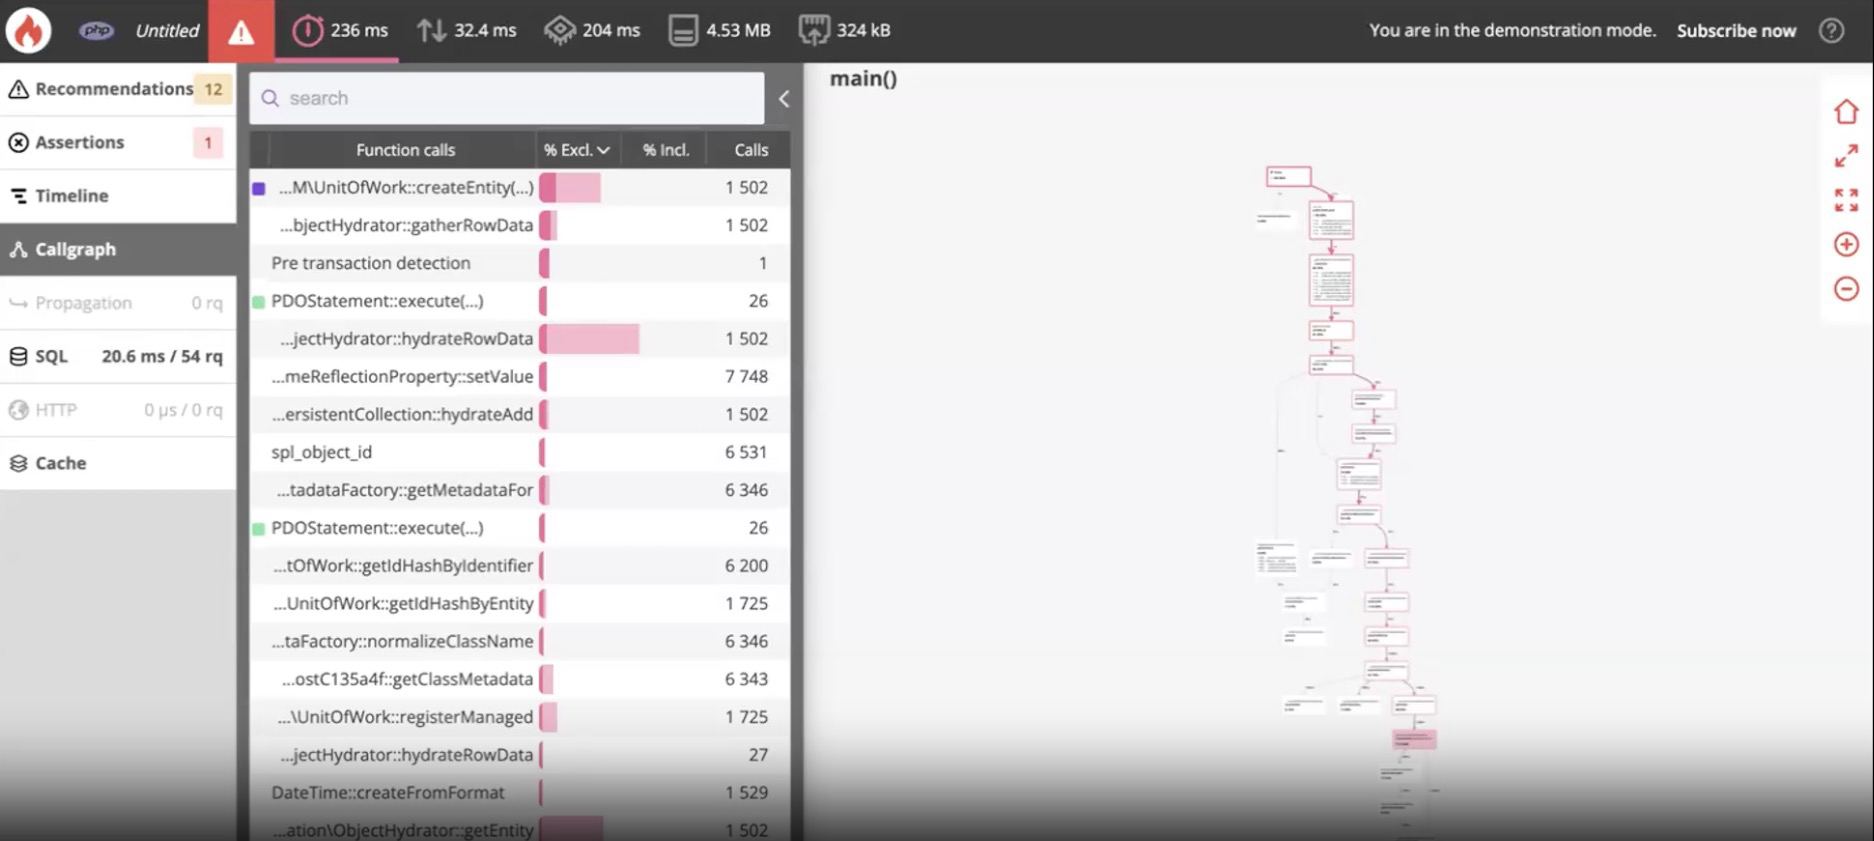 php Untitled 236 ms 32.4 ms 204 ms 4.53 MB 324 kB You are in the demonstration mode. Subscribe now ?
Recommendations 12
Assertions 1
Timeline
Callgraph
Propagation 0 rq
SQL 20.6 ms / 54 rq
HTTP 0 µs / 0 rq
Cache
search
Function calls % Excl. % Incl. Calls
...M\UnitOfWork::createEntity(...) 1 502
...bjectHydrator::gatherRowData 1 502
Pre transaction detection 1
PDOStatement::execute(...) 26
...jectHydrator::hydrateRowData 1 502
...meReflectionProperty::setValue 7 748
...ersistentCollection::hydrateAdd 1 502
spl_object_id 6 531
...tadataFactory::getMetadataFor 6 346
PDOStatement::execute(...) 26
...tOfWork::getIdHashByIdentifier 6 200
...UnitOfWork::getIdHashByEntity 1 725
...taFactory::normalizeClassName 6 346
...ostC135a4f::getClassMetadata 6 343
...\UnitOfWork::registerManaged 1 725
...jectHydrator::hydrateRowData 27
DateTime::createFromFormat 1 529
...ation\ObjectHydrator::getEntity 1 502
main()